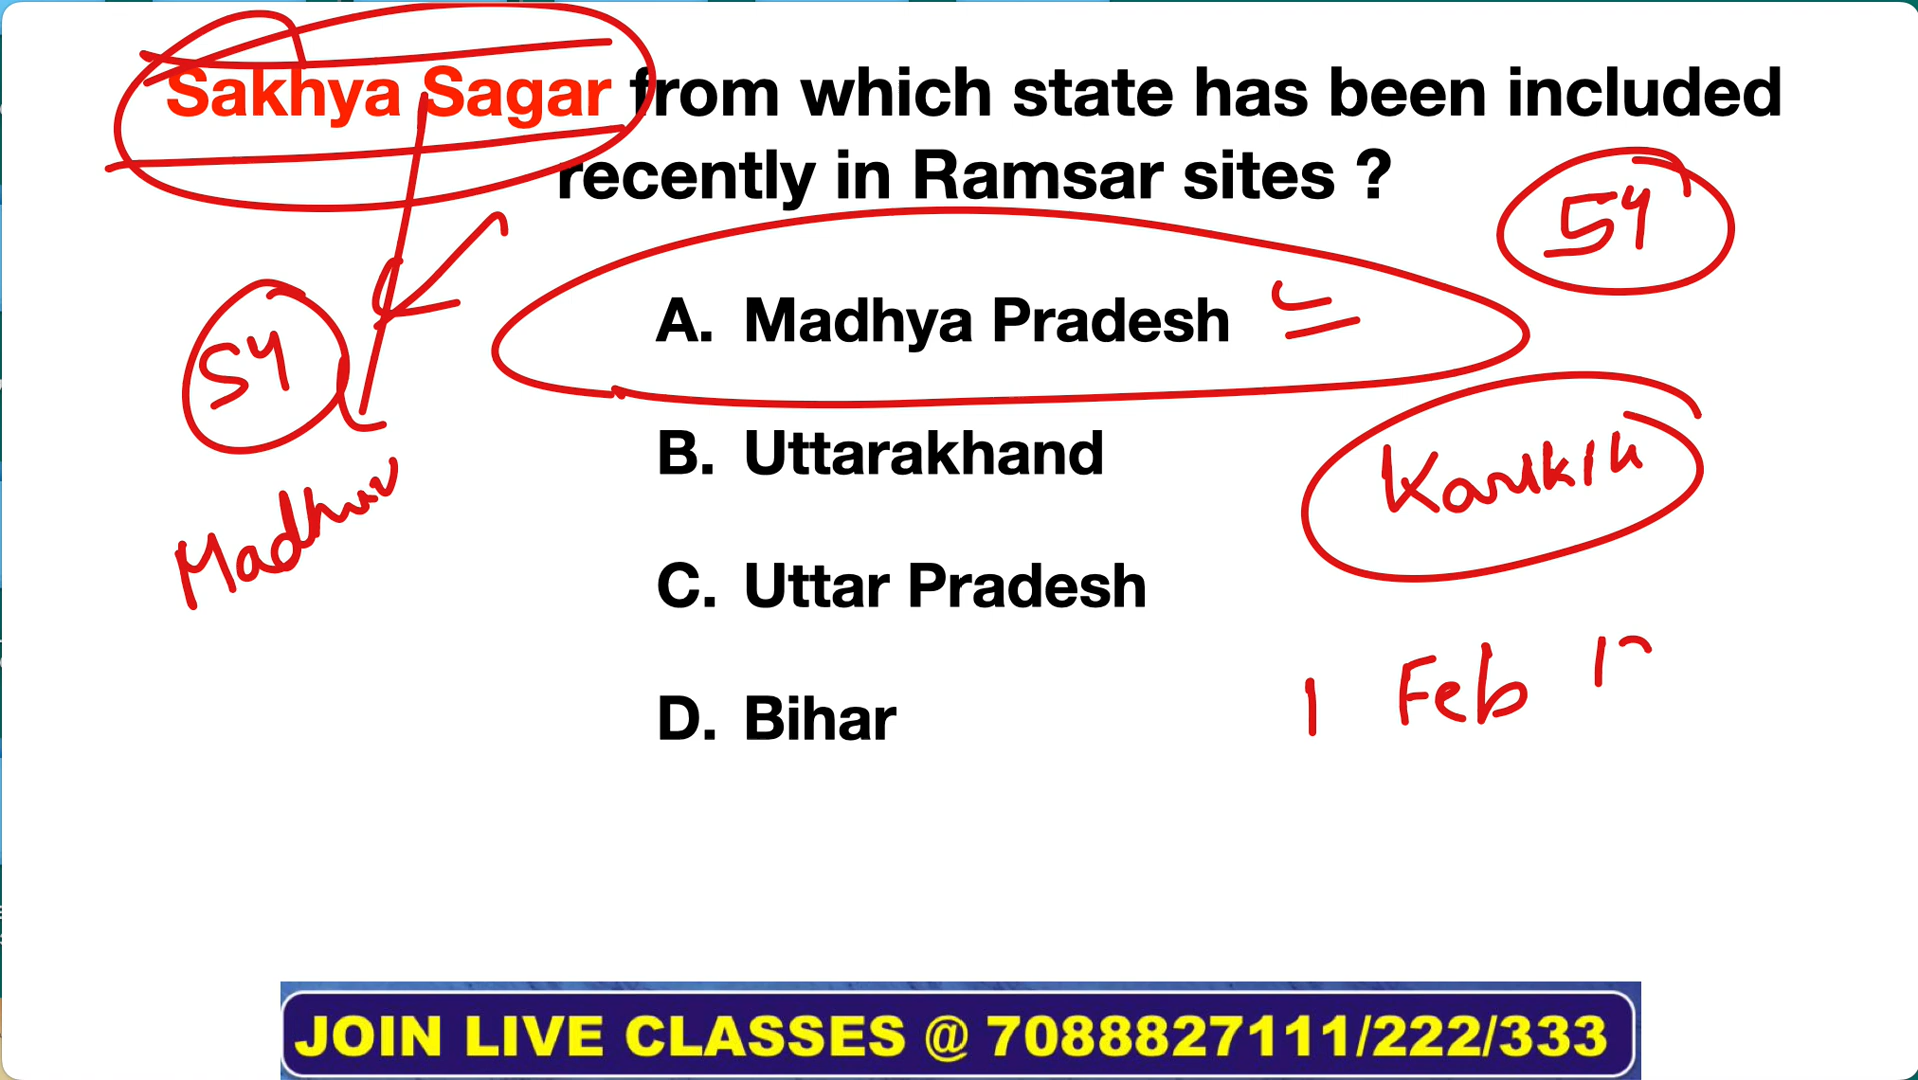 Sakhya Sagar from which state has been included
recently in Ramsar sites ?
54
A. Madhya Pradesh
54
B. Uttarakhand
C. Uttar Pradesh
1 Feb
D. Bihar
JOIN LIVE CLASSES @ 7088827111/222/333